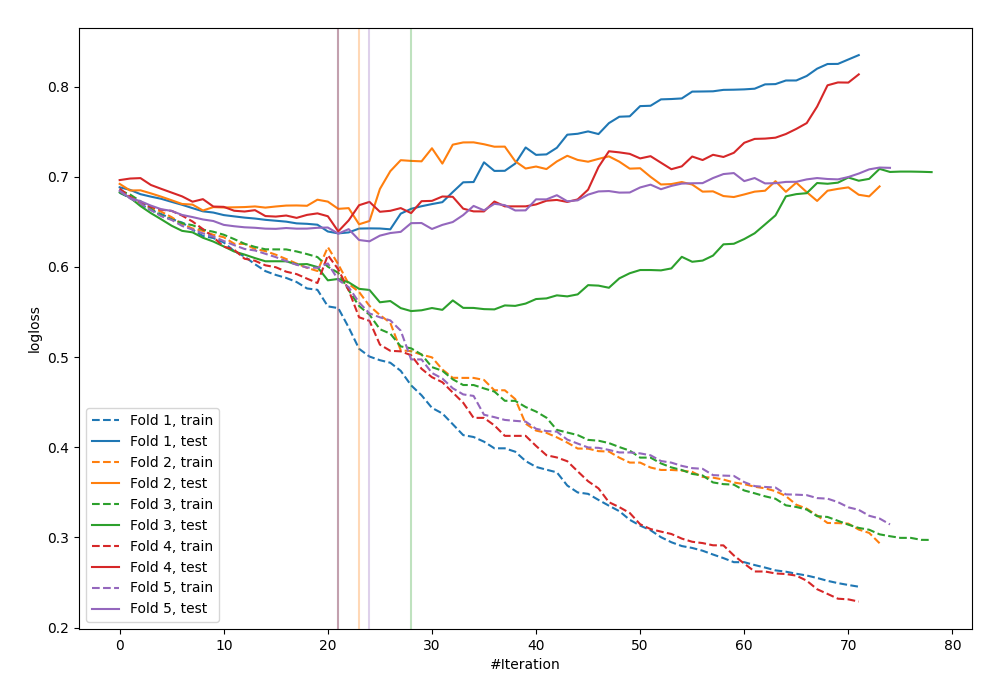 logloss
0.8
0.7
0.6
0.5
0.4
0.3
0.2
Fold 1, train
Fold 1, test
Fold 2, train
Fold 2, test
Fold 3, train
Fold 3, test
Fold 4, train
Fold 4, test
Fold 5, train
Fold 5, test
0 10 20 30 40 50 60 70 80
#Iteration